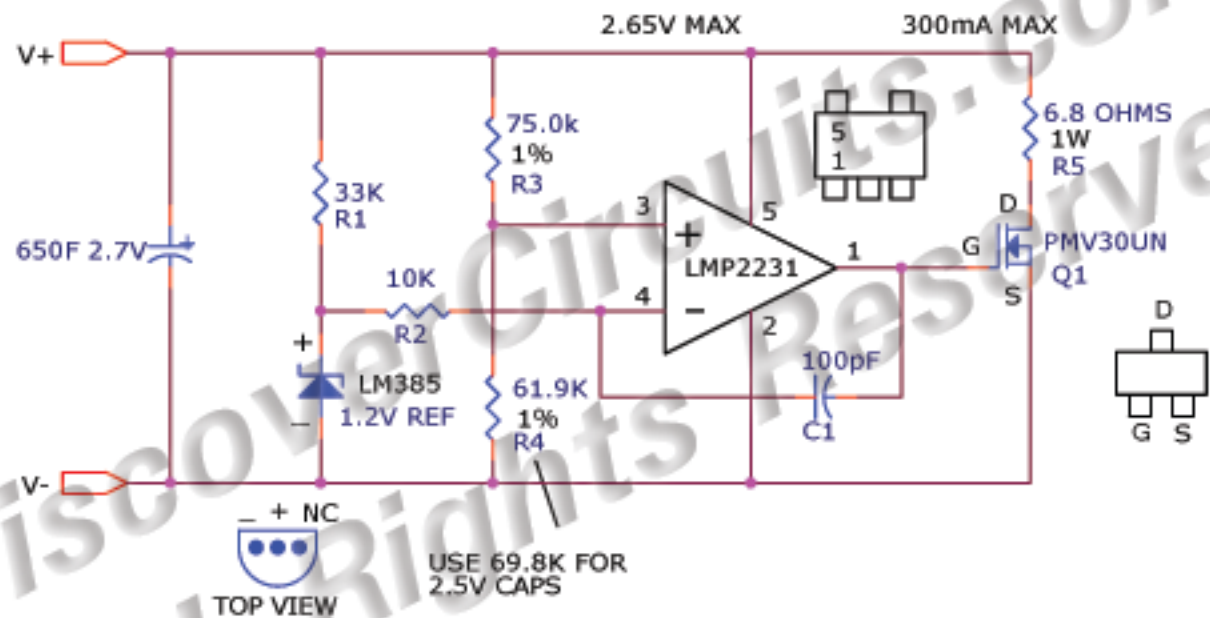 2.65V MAX
300mA MAX
V+
75.0k
1%
R3
33K
R1
650F 2.7V
10K
R2
3
+
5
LMP2231
4
-
2
1
5
1
6.8 OHMS
1W
R5
D
G
S
PMV30UN
Q1
+
LM385
1.2V REF
_
61.9K
1%
R4
100pF
C1
D
G S
V-
_ + NC
TOP VIEW
USE 69.8K FOR
2.5V CAPS
iscoverCircuits.co
Rights Reserve